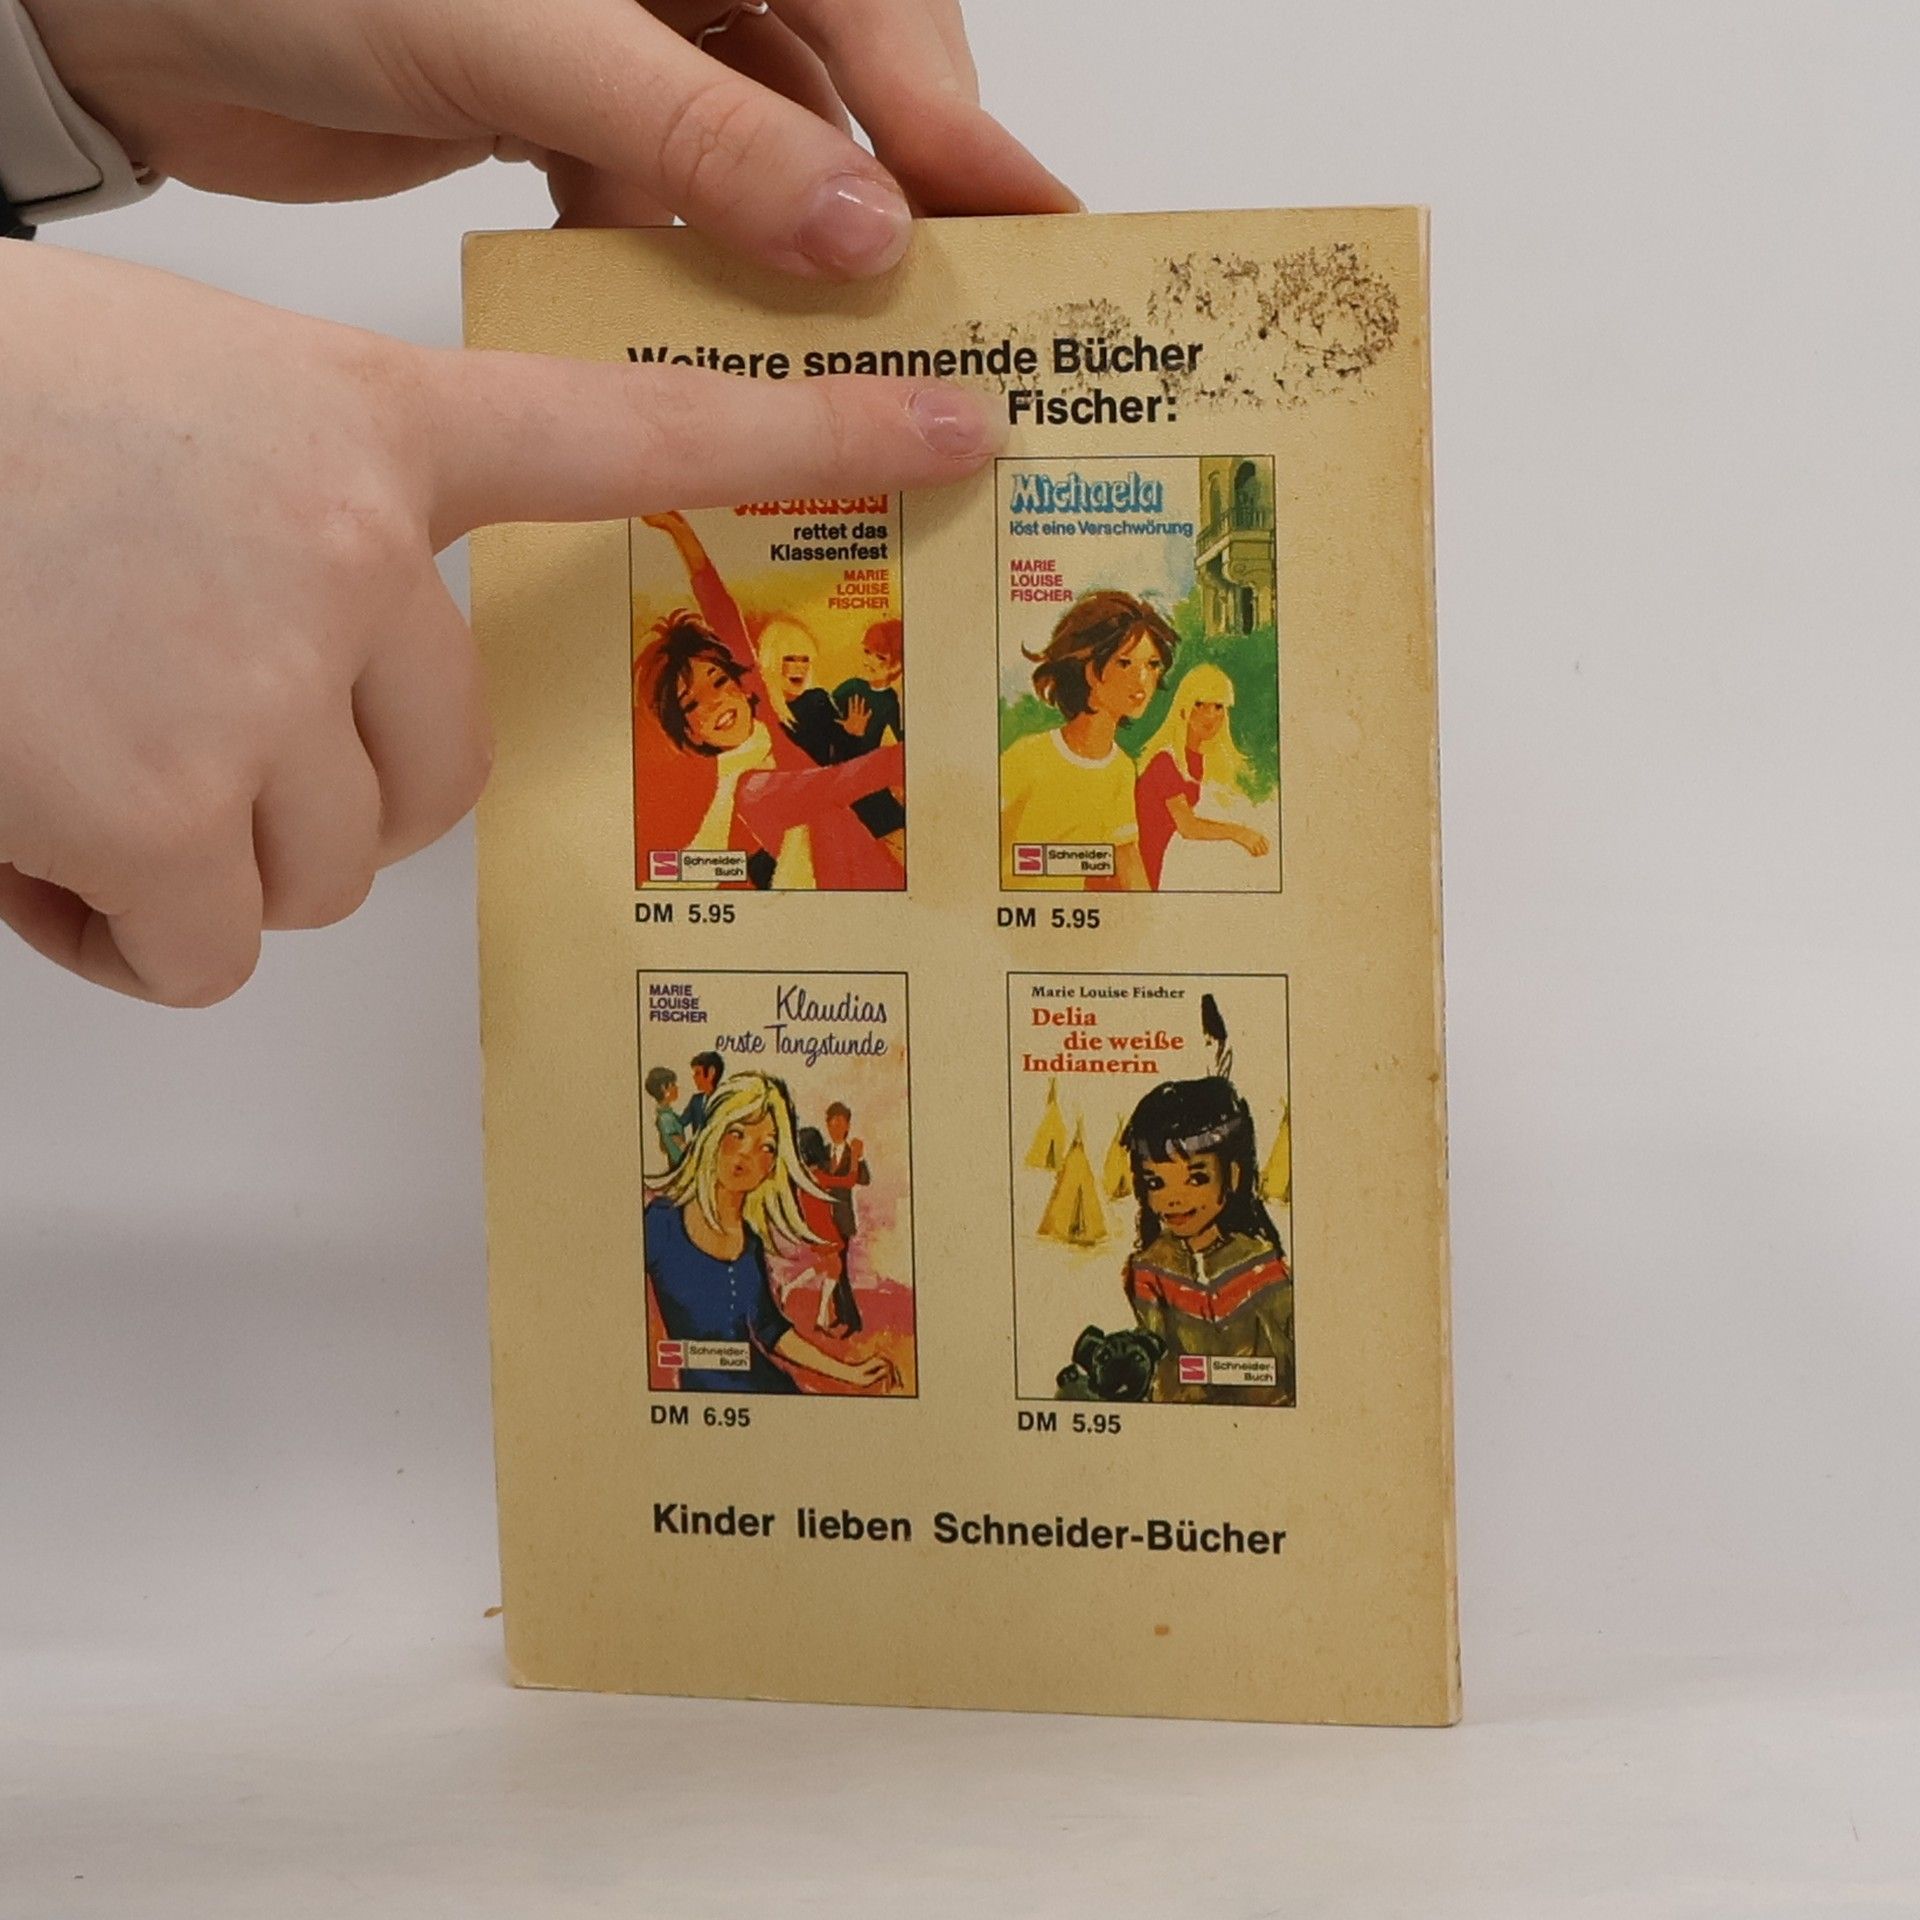 Weitere spannende Bücher
Fischer:
Michaela
rettet das
Klassenfest
MARIE
LOUISE
FISCHER
Schneider-
Buch
DM 5.95
Michaela
löst eine Verschwörung
MARIE
LOUISE
FISCHER
Schneider-
Buch
DM 5.95
MARIE
LOUISE
FISCHER
Klaudias
erste Tanzstunde
Schneider-
Buch
DM 6.95
Marie Louise Fischer
Delia
die weiße
Indianerin
Schneider-
Buch
DM 5.95
Kinder lieben Schneider-Bücher